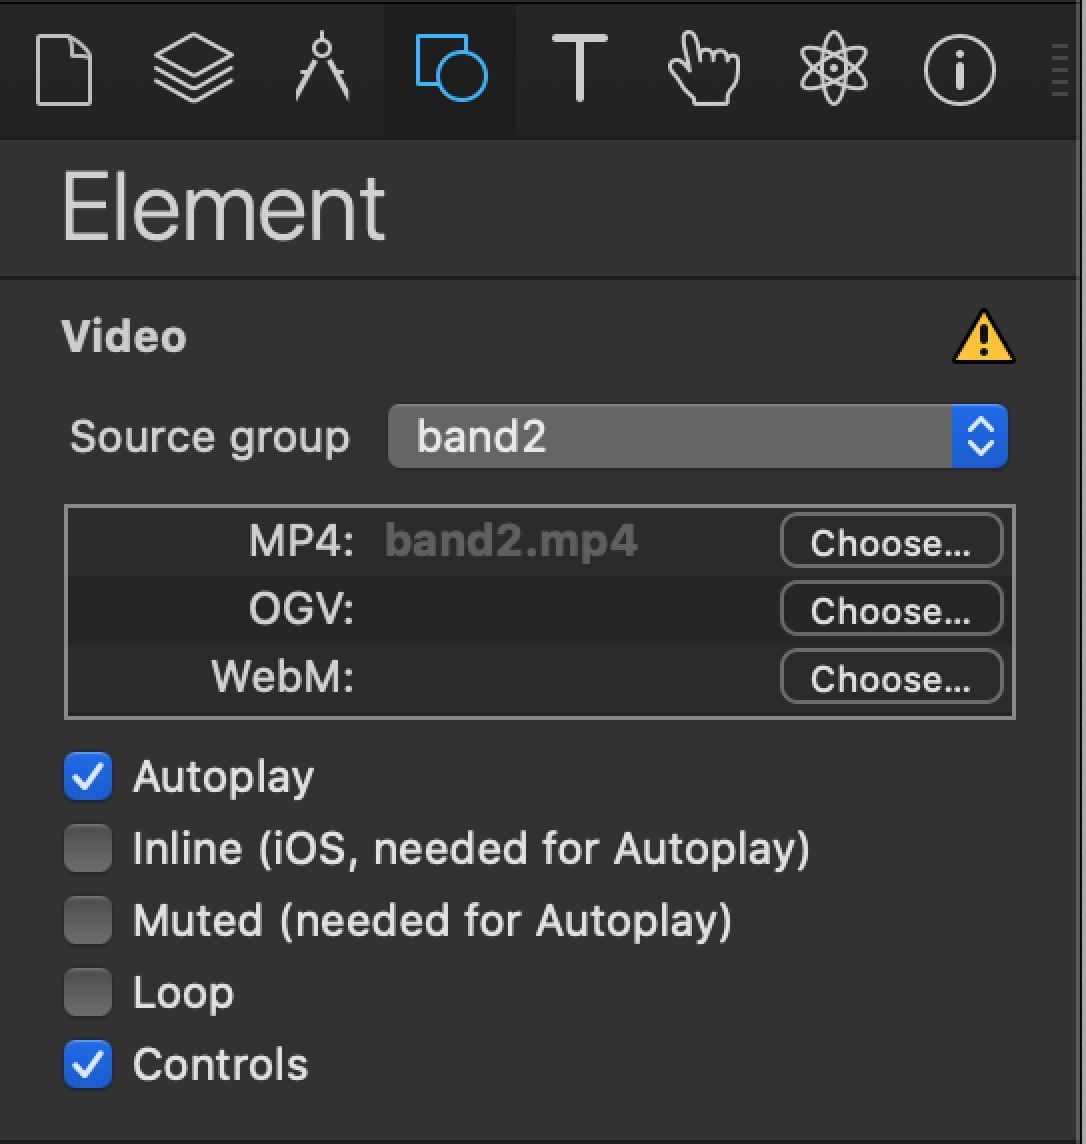 Element
Video
Source group band2
MP4: band2.mp4 Choose...
OGV: Choose...
WebM: Choose...
Autoplay
Inline (iOS, needed for Autoplay)
Muted (needed for Autoplay)
Loop
Controls